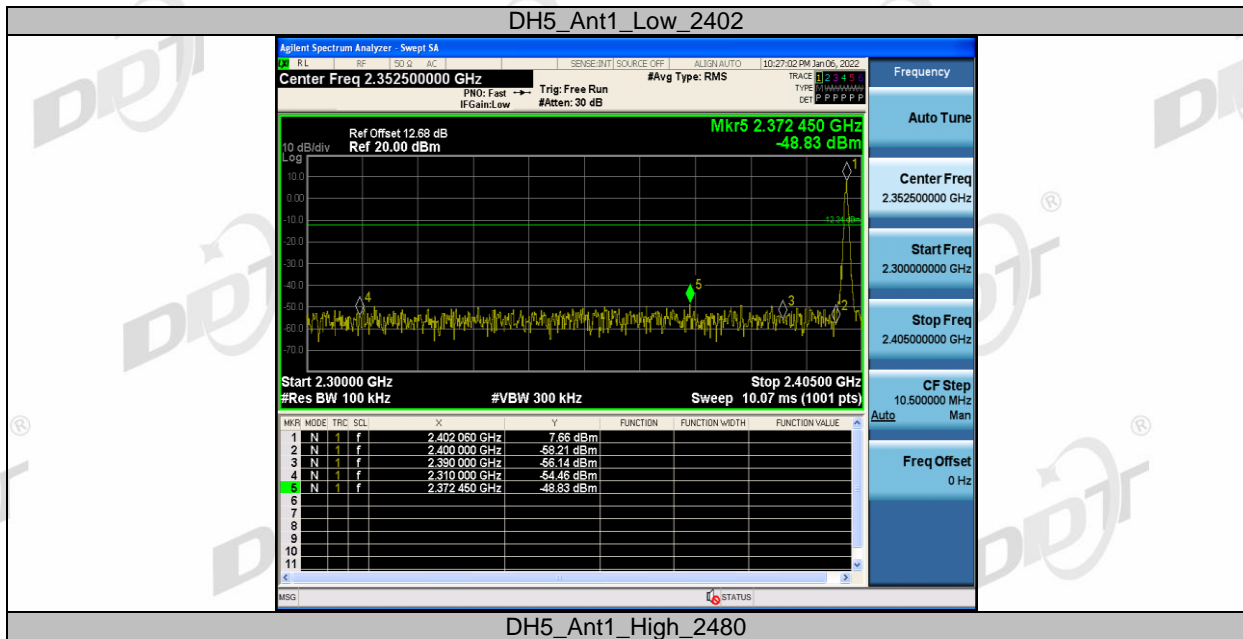 DH5_Ant1_Low_2402
Agilent Spectrum Analyzer - Swept SA
RL RF 50 Ω AC SENSE:INT SOURCE OFF ALIGN AUTO 10:27:02 PM Jan 06, 2022
Center Freq 2.352500000 GHz
PNO: Fast
IFGain:Low
Trig: Free Run
#Atten: 30 dB
#Avg Type: RMS
TRACE 1 2 3 4 5 6
TYPE M
DET P P P P P P
Ref Offset 12.68 dB
10 dB/div Ref 20.00 dBm
Log
Mkr5 2.372 450 GHz
-48.83 dBm
10.0
0.00
-10.0
-20.0
-30.0
-40.0
-50.0
-60.0
-70.0
-12.34 dBm
1
2
3
4
5
Start 2.30000 GHz Stop 2.40500 GHz
#Res BW 100 kHz #VBW 300 kHz Sweep 10.07 ms (1001 pts)
MKR MODE TRC SCL X Y FUNCTION FUNCTION WIDTH FUNCTION VALUE
1 N 1 f 2.402 060 GHz 7.66 dBm
2 N 1 f 2.400 000 GHz -58.21 dBm
3 N 1 f 2.390 000 GHz -56.14 dBm
4 N 1 f 2.310 000 GHz -54.46 dBm
5 N 1 f 2.372 450 GHz -48.83 dBm
6
7
8
9
10
11
MSG STATUS
Frequency
Auto Tune
Center Freq
2.352500000 GHz
Start Freq
2.300000000 GHz
Stop Freq
2.405000000 GHz
CF Step
10.500000 MHz
Auto Man
Freq Offset
0 Hz
DH5_Ant1_High_2480
DDT
®